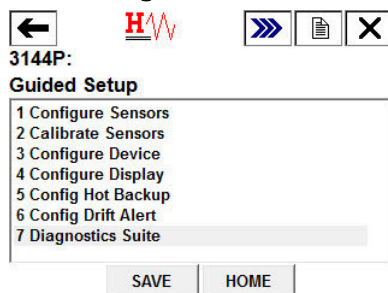 H
3144P:
Guided Setup
1 Configure Sensors
2 Calibrate Sensors
3 Configure Device
4 Configure Display
5 Config Hot Backup
6 Config Drift Alert
7 Diagnostics Suite
SAVE HOME